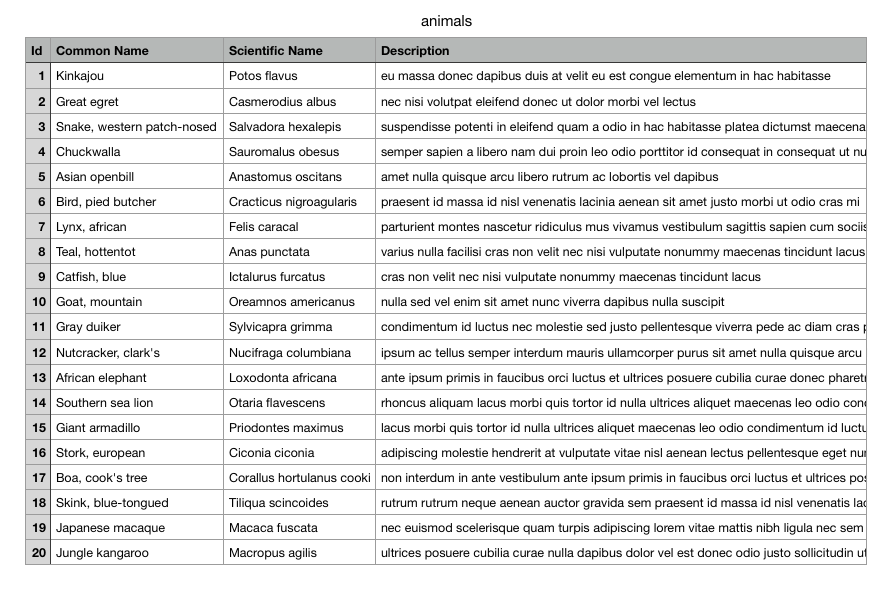 animals
Id Common Name Scientific Name Description
1 Kinkajou Potos flavus eu massa donec dapibus duis at velit eu est congue elementum in hac habitasse
2 Great egret Casmerodius albus nec nisi volutpat eleifend donec ut dolor morbi vel lectus
3 Snake, western patch-nosed Salvadora hexalepis suspendisse potenti in eleifend quam a odio in hac habitasse platea dictumst maecena
4 Chuckwalla Sauromalus obesus semper sapien a libero nam dui proin leo odio porttitor id consequat in consequat ut nu
5 Asian openbill Anastomus oscitans amet nulla quisque arcu libero rutrum ac lobortis vel dapibus
6 Bird, pied butcher Cracticus nigroagularis praesent id massa id nisl venenatis lacinia aenean sit amet justo morbi ut odio cras mi
7 Lynx, african Felis caracal parturient montes nascetur ridiculus mus vivamus vestibulum sagittis sapien cum sociis
8 Teal, hottentot Anas punctata varius nulla facilisi cras non velit nec nisi vulputate nonummy maecenas tincidunt lacus
9 Catfish, blue Ictalurus furcatus cras non velit nec nisi vulputate nonummy maecenas tincidunt lacus
10 Goat, mountain Oreamnos americanus nulla sed vel enim sit amet nunc viverra dapibus nulla suscipit
11 Gray duiker Sylvicapra grimma condimentum id luctus nec molestie sed justo pellentesque viverra pede ac diam cras
12 Nutcracker, clark's Nucifraga columbiana ipsum ac tellus semper interdum mauris ullamcorper purus sit amet nulla quisque arcu
13 African elephant Loxodonta africana ante ipsum primis in faucibus orci luctus et ultrices posuere cubilia curae donec pharet
14 Southern sea lion Otaria flavescens rhoncus aliquam lacus morbi quis tortor id nulla ultrices aliquet maecenas leo odio con
15 Giant armadillo Priodontes maximus lacus morbi quis tortor id nulla ultrices aliquet maecenas leo odio condimentum id luctu
16 Stork, european Ciconia ciconia adipiscing molestie hendrerit at vulputate vitae nisl aenean lectus pellentesque eget nu
17 Boa, cook's tree Corallus hortulanus cooki non interdum in ante vestibulum ante ipsum primis in faucibus orci luctus et ultrices pos
18 Skink, blue-tongued Tiliqua scincoides rutrum rutrum neque aenean auctor gravida sem praesent id massa id nisl venenatis lac
19 Japanese macaque Macaca fuscata nec euismod scelerisque quam turpis adipiscing lorem vitae mattis nibh ligula nec sem
20 Jungle kangaroo Macropus agilis ultrices posuere cubilia curae nulla dapibus dolor vel est donec odio justo sollicitudin ut